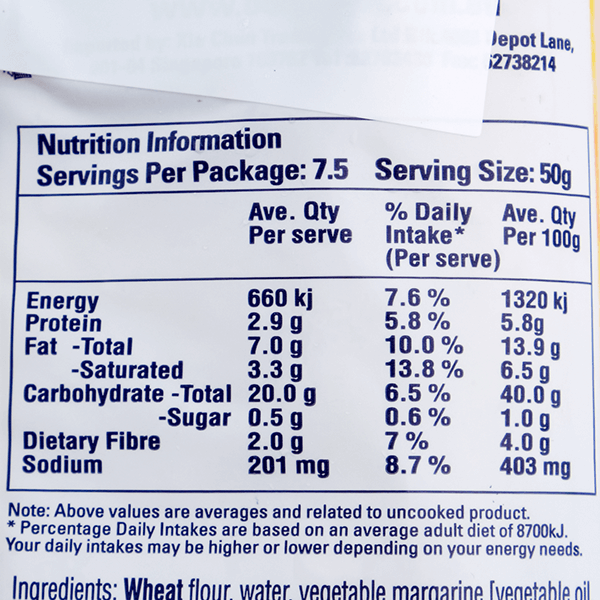 Depot Lane,
62738214
Nutrition Information
Servings Per Package: 7.5 Serving Size: 50g
Ave. Qty % Daily Ave. Qty
Per serve Intake* Per 100g
(Per serve)
Energy 660 kj 7.6 % 1320 kj
Protein 2.9 g 5.8 % 5.8g
Fat -Total 7.0 g 10.0 % 13.9 g
-Saturated 3.3 g 13.8 % 6.5 g
Carbohydrate -Total 20.0 g 6.5 % 40.0 g
-Sugar 0.5 g 0.6 % 1.0 g
Dietary Fibre 2.0 g 7 % 4.0 g
Sodium 201 mg 8.7 % 403 mg
Note: Above values are averages and related to uncooked product.
* Percentage Daily Intakes are based on an average adult diet of 8700kJ.
Your daily intakes may be higher or lower depending on your energy needs.
Ingredients: Wheat flour, water, vegetable margarine [vegetable oil